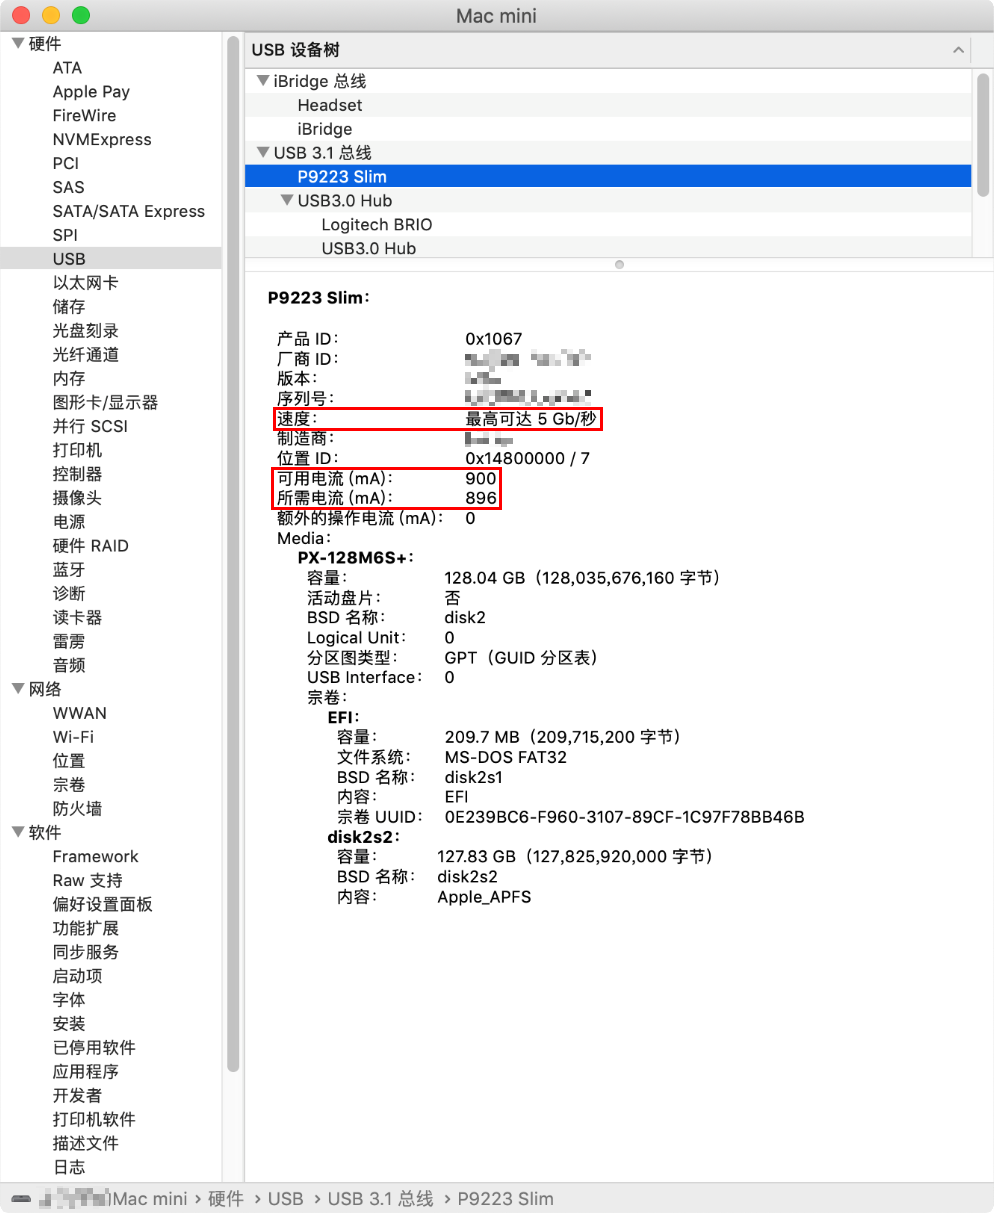 Mac mini
硬件
ATA
Apple Pay
FireWire
NVMExpress
PCI
SAS
SATA/SATA Express
SPI
USB
以太网卡
储存
光盘刻录
光纤通道
内存
图形卡/显示器
并行 SCSI
打印机
控制器
摄像头
电源
硬件 RAID
蓝牙
诊断
读卡器
雷雳
音频
网络
WWAN
Wi-Fi
位置
宗卷
防火墙
软件
Framework
Raw 支持
偏好设置面板
功能扩展
同步服务
启动项
字体
安装
已停用软件
应用程序
开发者
打印机软件
描述文件
日志
USB 设备树
iBridge 总线
Headset
iBridge
USB 3.1 总线
P9223 Slim
USB3.0 Hub
Logitech BRIO
USB3.0 Hub
P9223 Slim：
产品 ID： 0x1067
厂商 ID：
版本：
序列号：
速度： 最高可达 5 Gb/秒
制造商：
位置 ID： 0x14800000 / 7
可用电流 (mA)： 900
所需电流 (mA)： 896
额外的操作电流 (mA)： 0
Media：
PX-128M6S+：
容量： 128.04 GB（128,035,676,160 字节）
活动盘片： 否
BSD 名称： disk2
Logical Unit： 0
分区图类型： GPT（GUID 分区表）
USB Interface： 0
宗卷：
EFI：
容量： 209.7 MB（209,715,200 字节）
文件系统： MS-DOS FAT32
BSD 名称： disk2s1
内容： EFI
宗卷 UUID： 0E239BC6-F960-3107-89CF-1C97F78BB46B
disk2s2：
容量： 127.83 GB（127,825,920,000 字节）
BSD 名称： disk2s2
内容： Apple_APFS
Mac mini › 硬件 › USB › USB 3.1 总线 › P9223 Slim